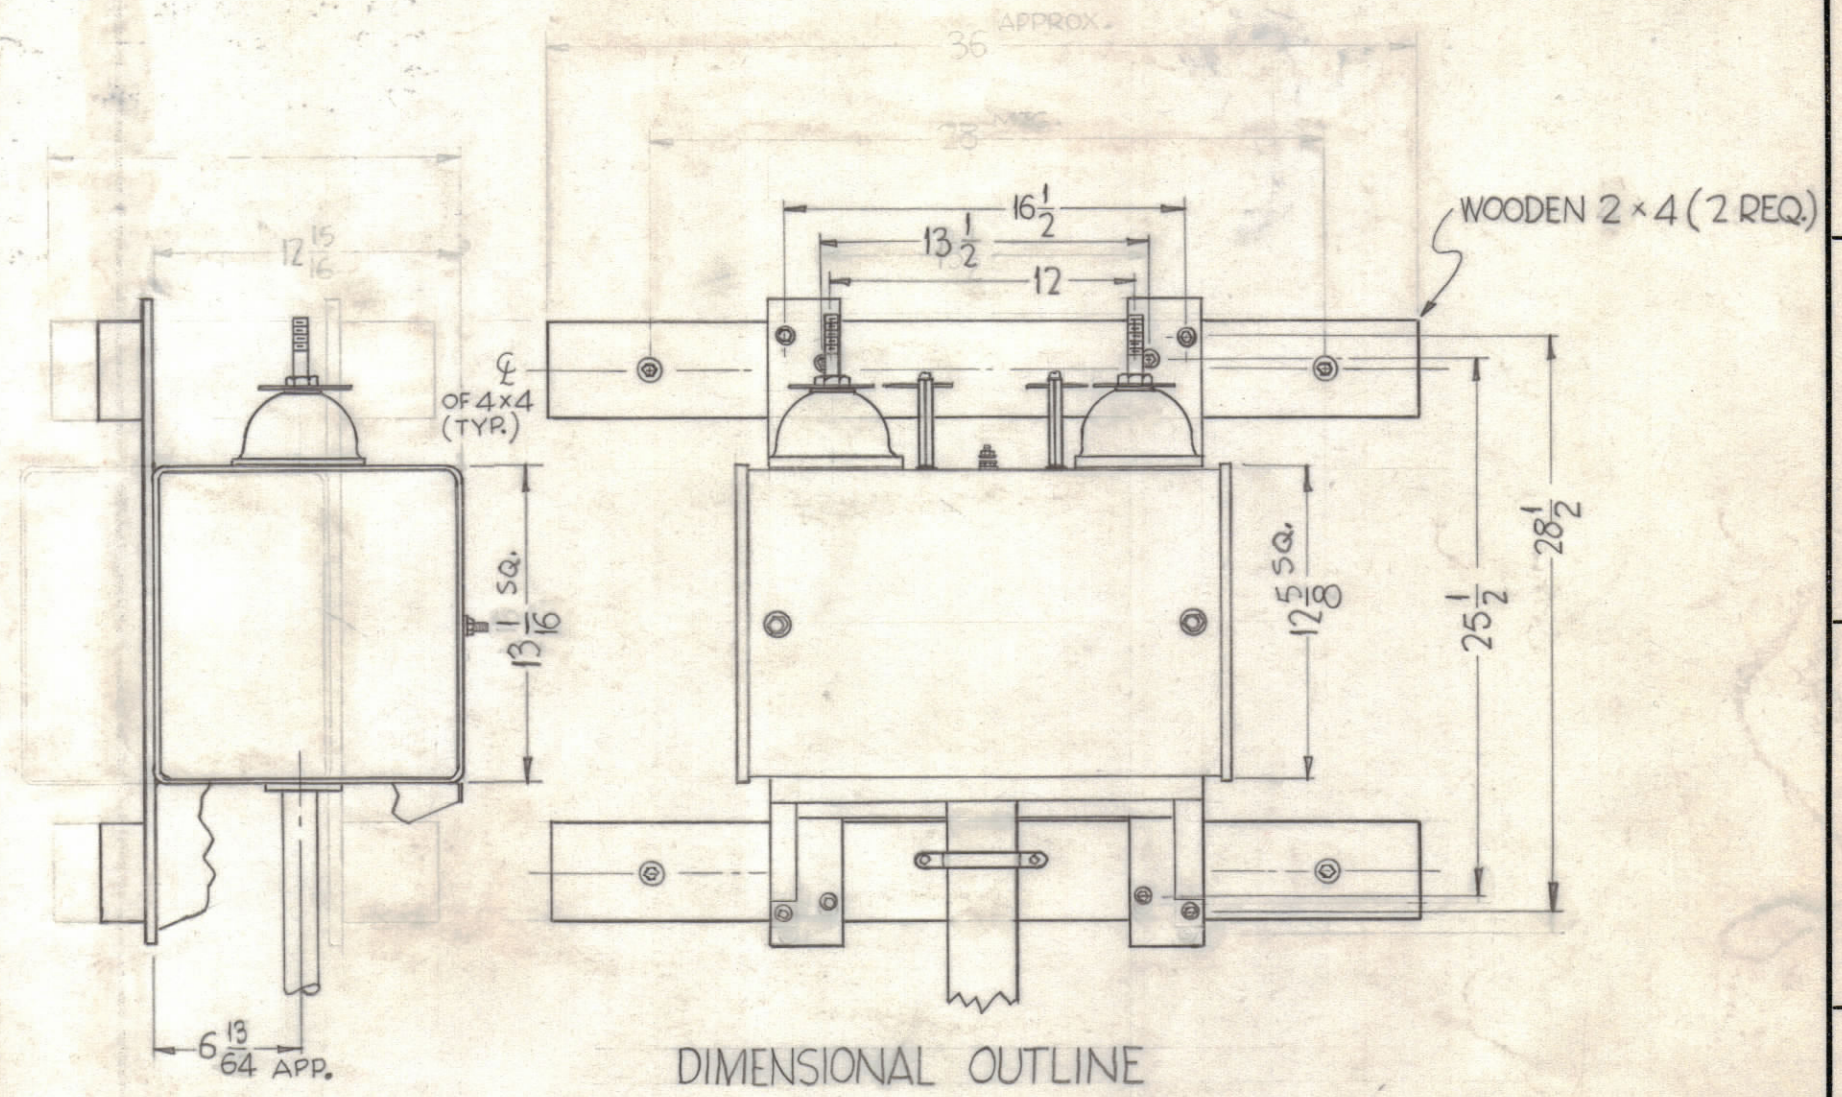 APPROX.
36
28
16 1/2
13 1/2
12
12 15/16
WOODEN 2 × 4 (2 REQ.)
℄
OF 4×4
(TYP.)
13 1/16 SQ.
12 5/8 SQ.
25 1/2
28 1/2
6 13/64 APP.
DIMENSIONAL OUTLINE